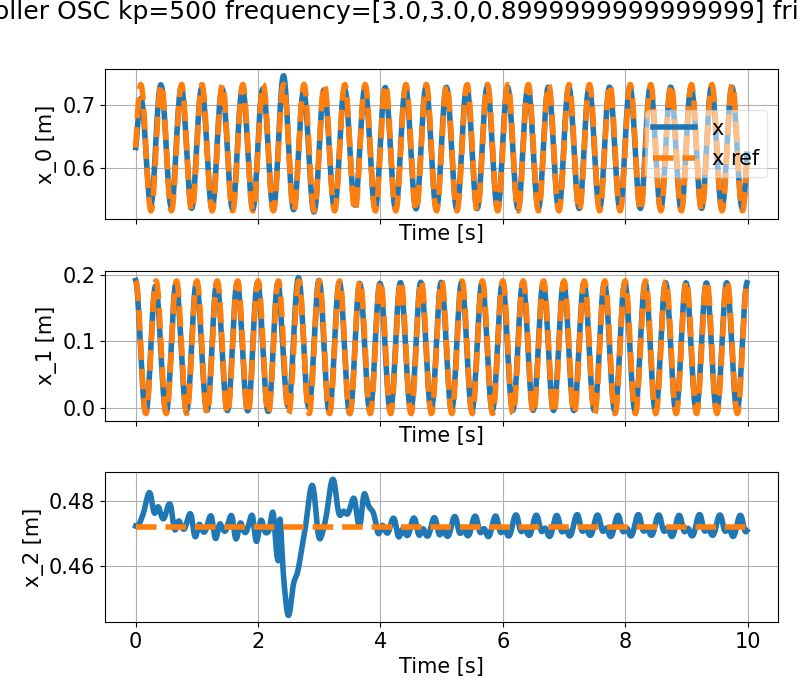 oller OSC kp=500 frequency=[3.0,3.0,0.8999999999999999] fri
x_0 [m]
0.7
0.6
x
x ref
Time [s]
x_1 [m]
0.2
0.1
0.0
Time [s]
x_2 [m]
0.48
0.46
0 2 4 6 8 10
Time [s]